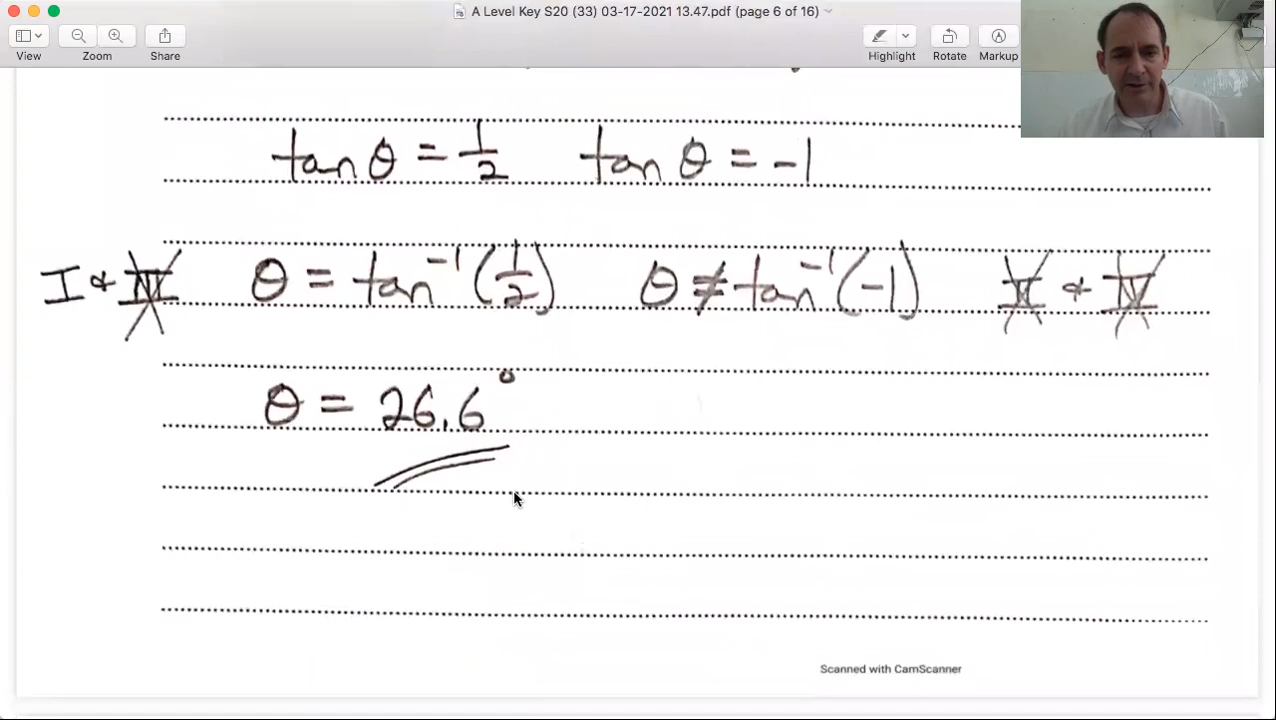 A Level Key S20 (33) 03-17-2021 13.47.pdf (page 6 of 16)
View Zoom Share Highlight Rotate Markup
tan θ = 1/2 tan θ = -1
I & III θ = tan⁻¹(1/2) θ ≠ tan⁻¹(-1) II & IV
θ = 26.6°
Scanned with CamScanner